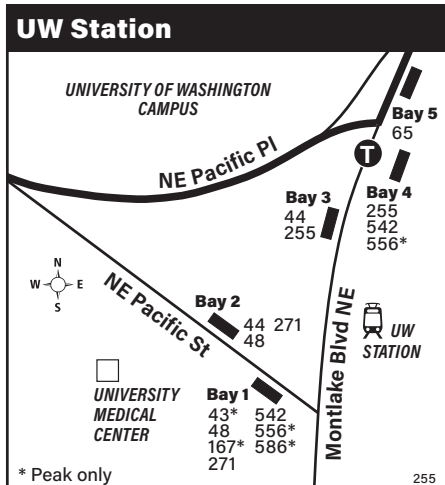 UW Station
UNIVERSITY OF WASHINGTON
CAMPUS
Bay 5
65
NE Pacific Pl
T
Bay 4
255
542
556*
Bay 3
44
255
N
W E
S
NE Pacific St
Bay 2
44 271
48
Montlake Blvd NE
UW
STATION
UNIVERSITY
MEDICAL
CENTER
Bay 1
43* 542
48 556*
167* 586*
271
* Peak only
255